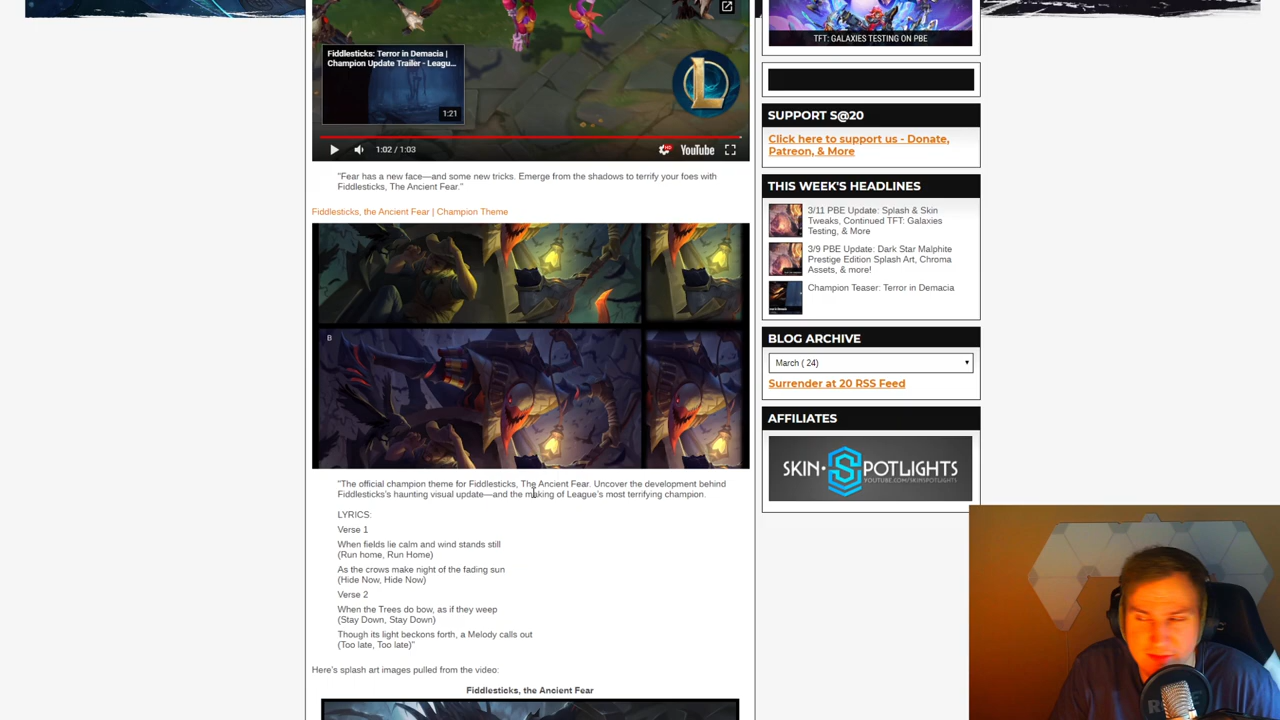 Fiddlesticks: Terror in Demacia |
Champion Update Trailer - Leagu...
1:21
1:02 / 1:03
HD
YouTube
"Fear has a new face—and some new tricks. Emerge from the shadows to terrify your foes with
Fiddlesticks, The Ancient Fear."
Fiddlesticks, the Ancient Fear | Champion Theme
B
"The official champion theme for Fiddlesticks, The Ancient Fear. Uncover the development behind
Fiddlesticks's haunting visual update—and the making of League's most terrifying champion.
LYRICS:
Verse 1
When fields lie calm and wind stands still
(Run home, Run Home)
As the crows make night of the fading sun
(Hide Now, Hide Now)
Verse 2
When the Trees do bow, as if they weep
(Stay Down, Stay Down)
Though its light beckons forth, a Melody calls out
(Too late, Too late)"
Here's splash art images pulled from the video:
Fiddlesticks, the Ancient Fear
TFT: GALAXIES TESTING ON PBE
SUPPORT S@20
Click here to support us - Donate,
Patreon, & More
THIS WEEK'S HEADLINES
3/11 PBE Update: Splash & Skin
Tweaks, Continued TFT: Galaxies
Testing, & More
3/9 PBE Update: Dark Star Malphite
Prestige Edition Splash Art, Chroma
Assets, & more!
Champion Teaser: Terror in Demacia
BLOG ARCHIVE
March ( 24)
Surrender at 20 RSS Feed
AFFILIATES
SKIN SPOTLIGHTS
YOUTUBE.COM/SKINSPOTLIGHTS